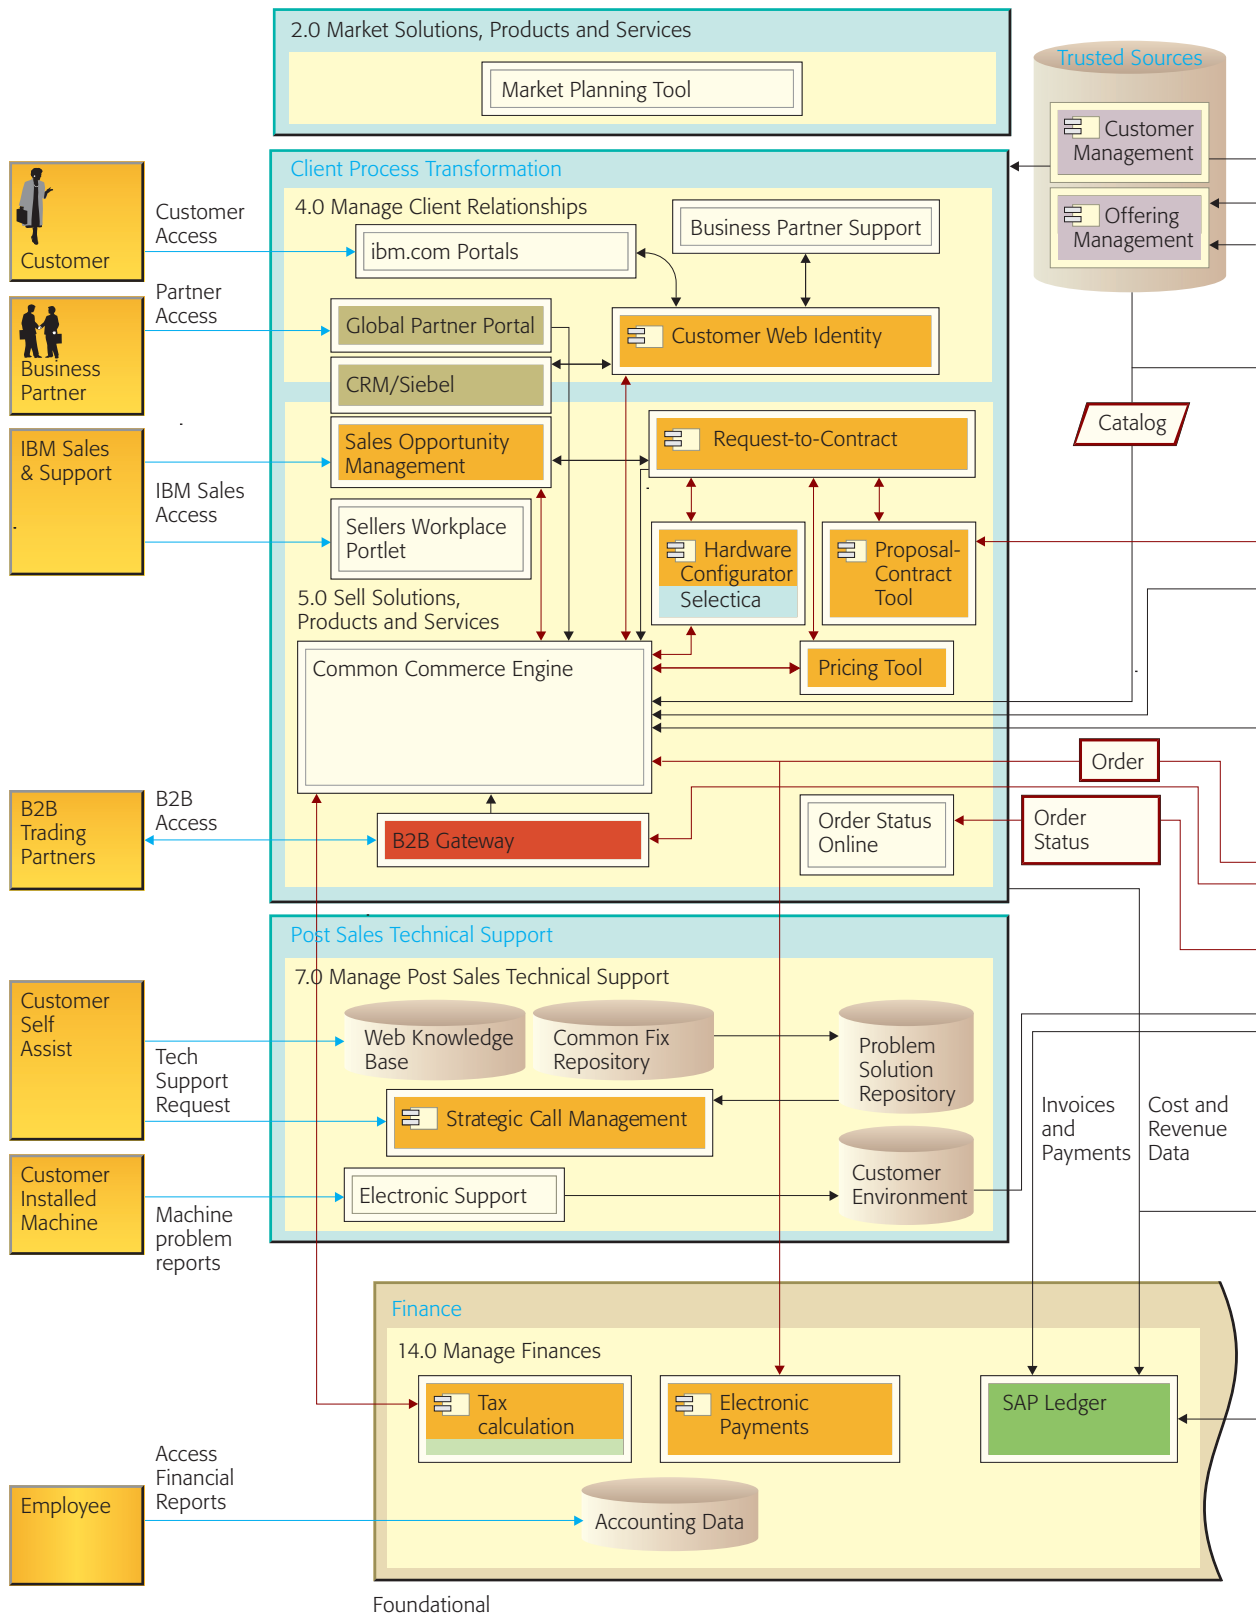 2.0 Market Solutions, Products and Services
Market Planning Tool
Trusted Sources
Customer
Management
Offering
Management
Client Process Transformation
4.0 Manage Client Relationships
Customer
Customer
Access
ibm.com Portals
Business Partner Support
Business
Partner
Partner
Access
Global Partner Portal
Customer Web Identity
CRM/Siebel
Catalog
IBM Sales
& Support
IBM Sales
Access
Sales Opportunity
Management
Request-to-Contract
Sellers Workplace
Portlet
Hardware
Configurator
Selectica
Proposal-
Contract
Tool
5.0 Sell Solutions,
Products and Services
Common Commerce Engine
Pricing Tool
Order
B2B
Trading
Partners
B2B
Access
B2B Gateway
Order Status
Online
Order
Status
Post Sales Technical Support
7.0 Manage Post Sales Technical Support
Customer
Self
Assist
Tech
Support
Request
Web Knowledge
Base
Common Fix
Repository
Problem
Solution
Repository
Strategic Call Management
Invoices
and
Payments
Cost and
Revenue
Data
Customer
Installed
Machine
Machine
problem
reports
Electronic Support
Customer
Environment
Finance
14.0 Manage Finances
Tax
calculation
Electronic
Payments
SAP Ledger
Employee
Access
Financial
Reports
Accounting Data
Foundational